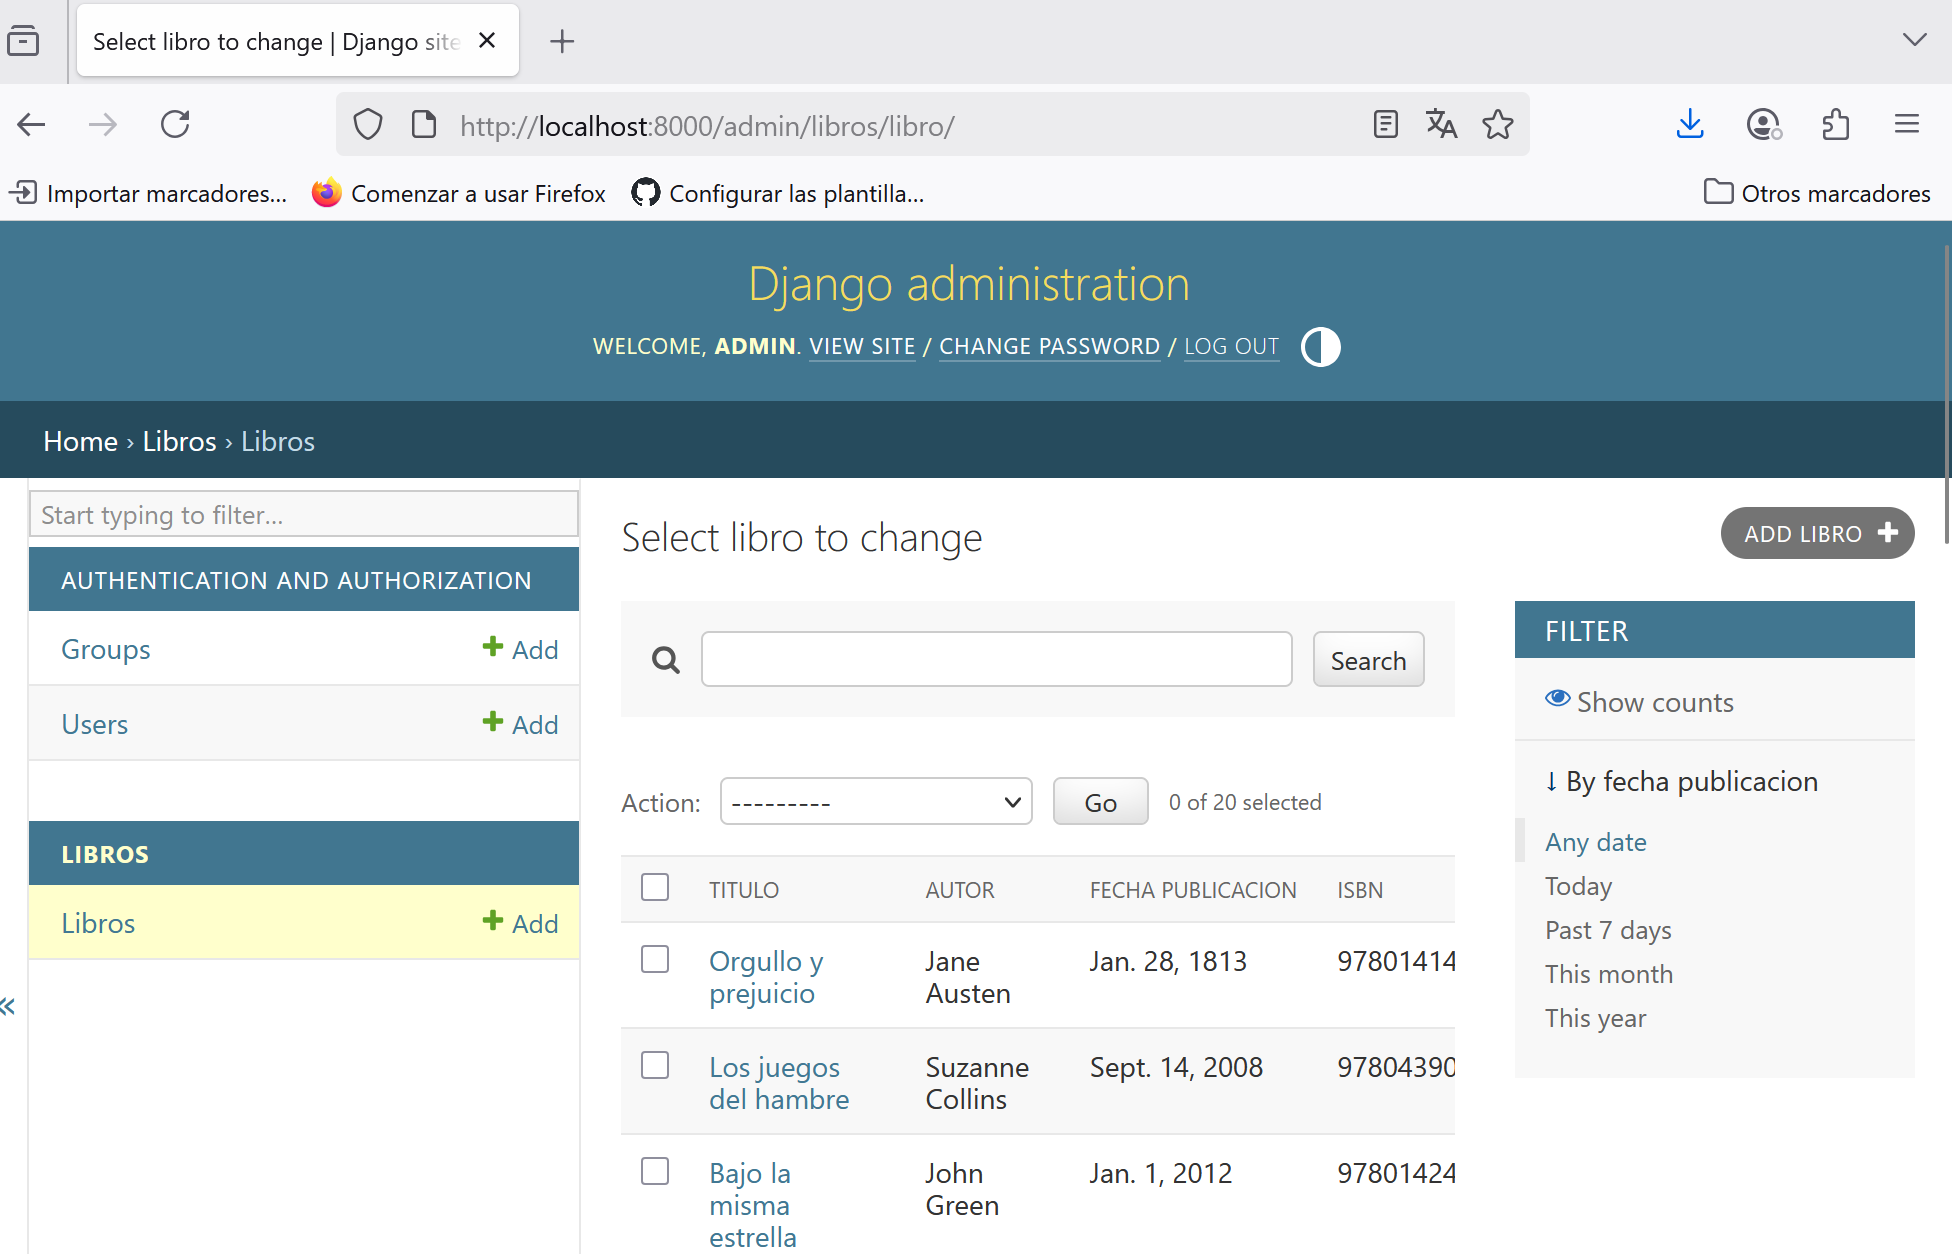 Select libro to change | Django site
http://localhost:8000/admin/libros/libro/
Importar marcadores...
Comenzar a usar Firefox
Configurar las plantilla...
Otros marcadores
Django administration
WELCOME, ADMIN. VIEW SITE / CHANGE PASSWORD / LOG OUT
Home › Libros › Libros
Start typing to filter...
AUTHENTICATION AND AUTHORIZATION
Groups
Add
Users
Add
LIBROS
Libros
Add
«
Select libro to change
ADD LIBRO
Search
Action:
---------
Go
0 of 20 selected
TITULO AUTOR FECHA PUBLICACION ISBN
Orgullo y
prejuicio
Jane
Austen
Jan. 28, 1813
97801414
Los juegos
del hambre
Suzanne
Collins
Sept. 14, 2008
97804390
Bajo la
misma
estrella
John
Green
Jan. 1, 2012
97801424
FILTER
Show counts
↓ By fecha publicacion
Any date
Today
Past 7 days
This month
This year